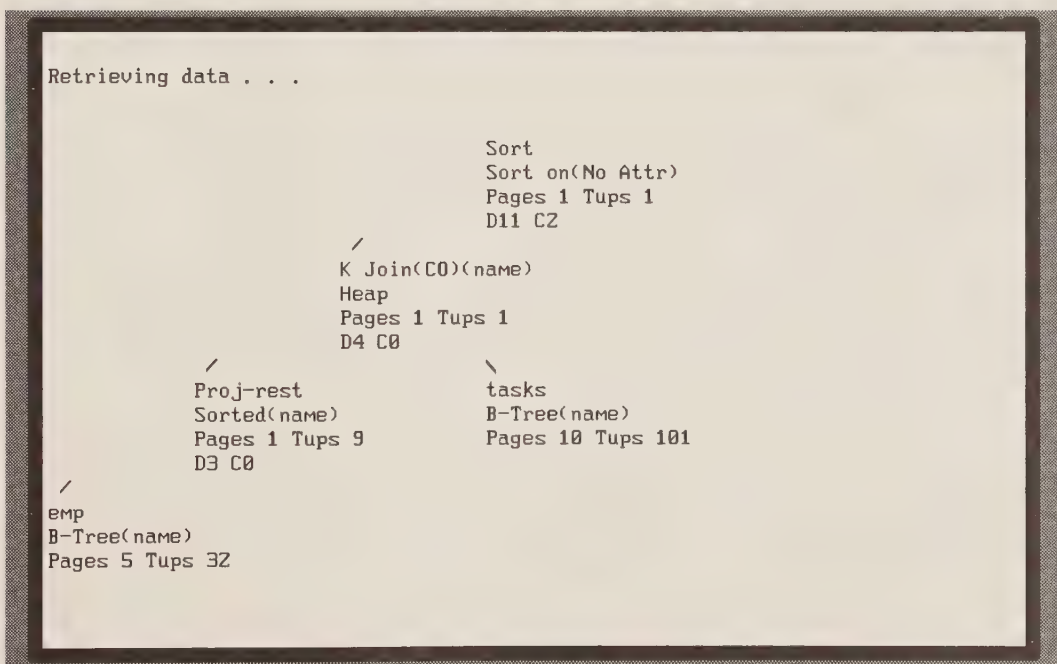 Retrieving data . . .
Sort
Sort on(No Attr)
Pages 1 Tups 1
D11 C2
/
K Join(CO)(name)
Heap
Pages 1 Tups 1
D4 C0
/ \
Proj-rest tasks
Sorted(name) B-Tree(name)
Pages 1 Tups 9 Pages 10 Tups 101
D3 C0
/
emp
B-Tree(name)
Pages 5 Tups 32